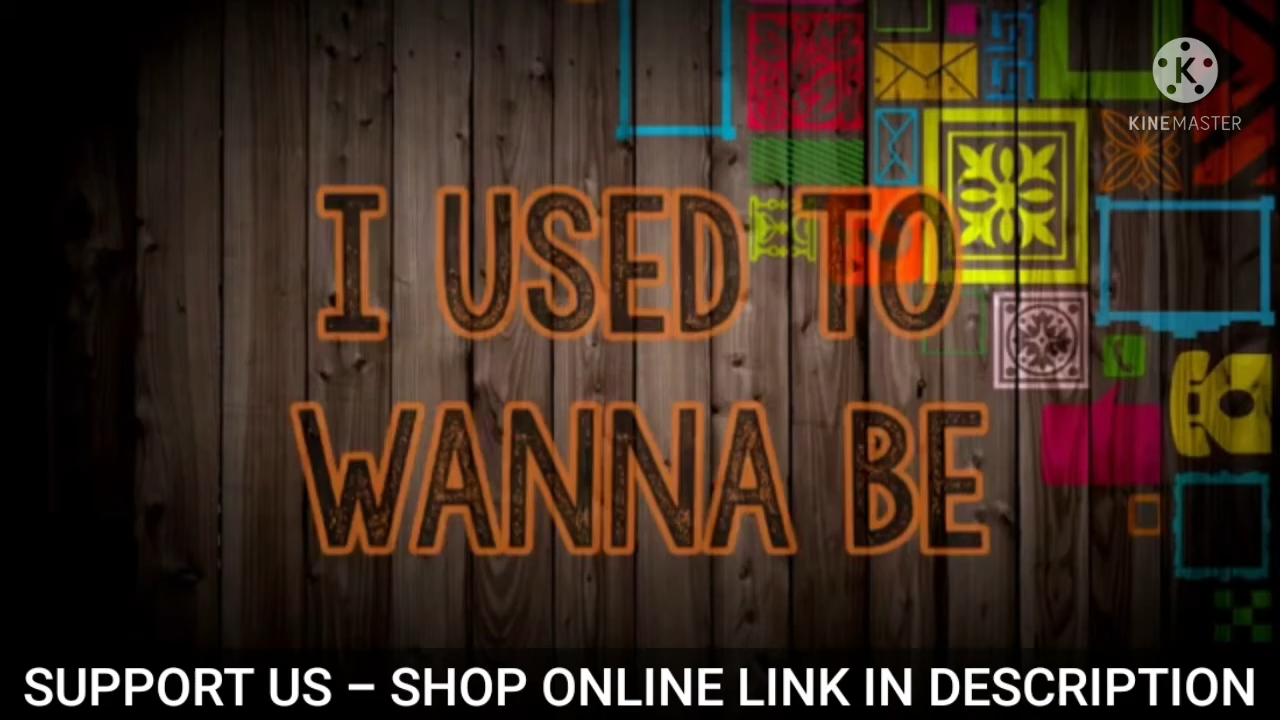 K
KINEMASTER
I USED TO
WANNA BE
SUPPORT US – SHOP ONLINE LINK IN DESCRIPTION